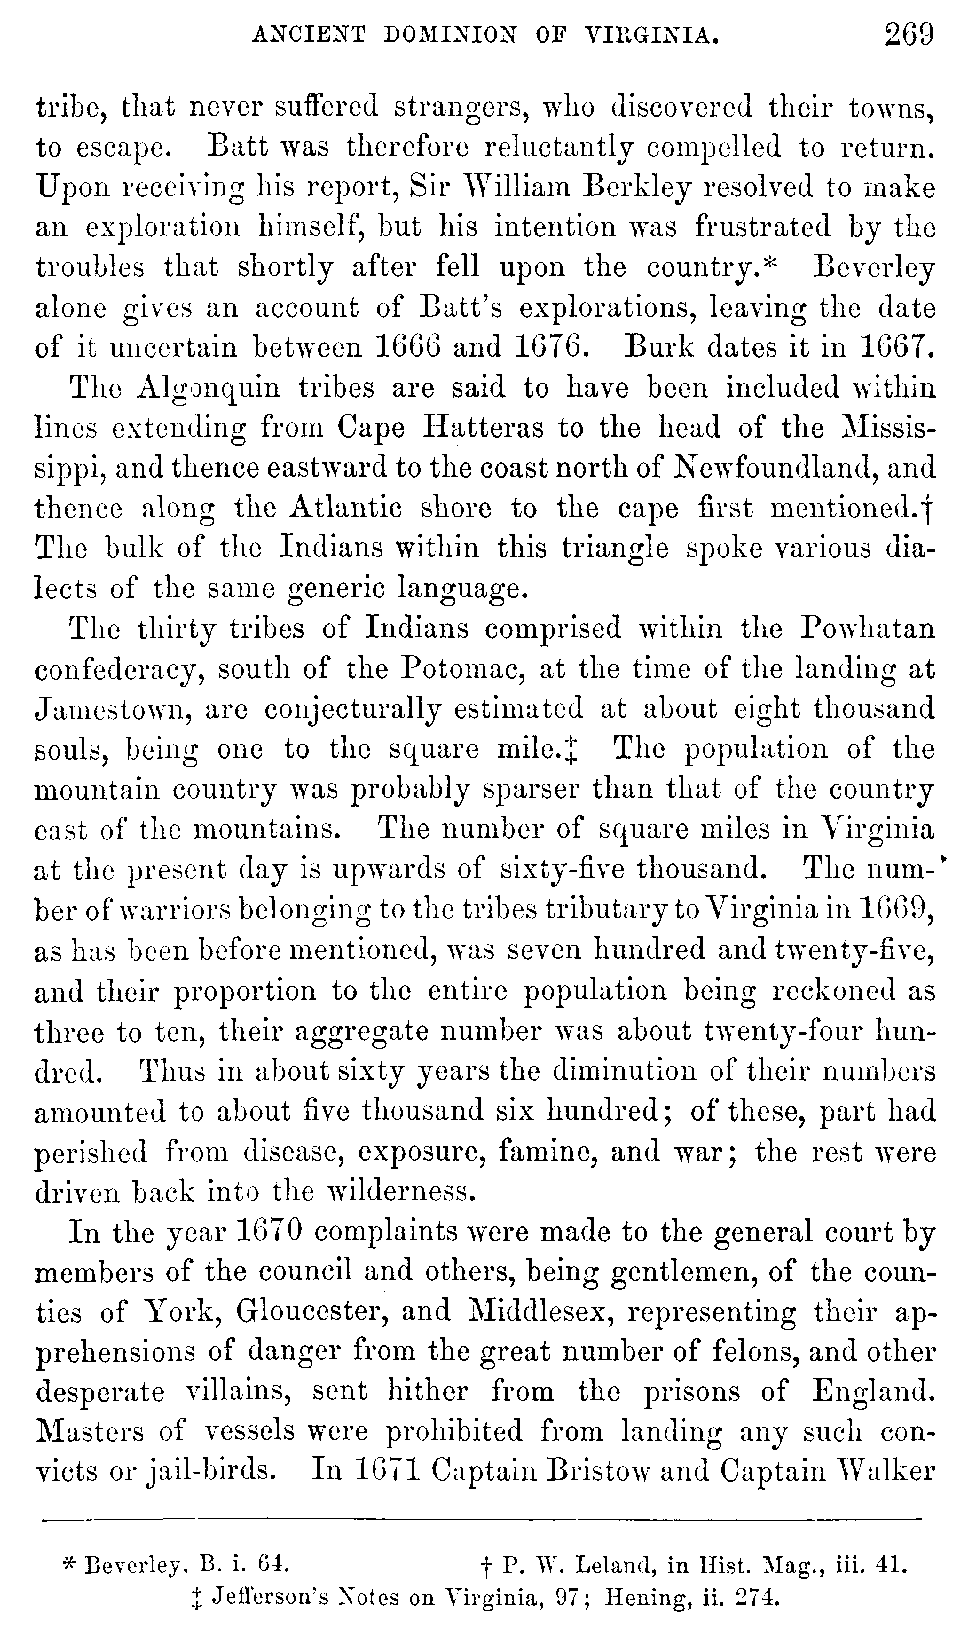 ANCIENT DOMINION OF VIRGINIA. 269
tribe, that never suffered strangers, who discovered their towns,
to escape. Batt was therefore reluctantly compelled to return.
Upon receiving his report, Sir William Berkley resolved to make
an exploration himself, but his intention was frustrated by the
troubles that shortly after fell upon the country.* Beverley
alone gives an account of Batt's explorations, leaving the date
of it uncertain between 1666 and 1676. Burk dates it in 1667.
The Algonquin tribes are said to have been included within
lines extending from Cape Hatteras to the head of the Missis-
sippi, and thence eastward to the coast north of Newfoundland, and
thence along the Atlantic shore to the cape first mentioned.†
The bulk of the Indians within this triangle spoke various dia-
lects of the same generic language.
The thirty tribes of Indians comprised within the Powhatan
confederacy, south of the Potomac, at the time of the landing at
Jamestown, are conjecturally estimated at about eight thousand
souls, being one to the square mile.‡ The population of the
mountain country was probably sparser than that of the country
east of the mountains. The number of square miles in Virginia
at the present day is upwards of sixty-five thousand. The num-
ber of warriors belonging to the tribes tributary to Virginia in 1669,
as has been before mentioned, was seven hundred and twenty-five,
and their proportion to the entire population being reckoned as
three to ten, their aggregate number was about twenty-four hun-
dred. Thus in about sixty years the diminution of their numbers
amounted to about five thousand six hundred; of these, part had
perished from disease, exposure, famine, and war; the rest were
driven back into the wilderness.
In the year 1670 complaints were made to the general court by
members of the council and others, being gentlemen, of the coun-
ties of York, Gloucester, and Middlesex, representing their ap-
prehensions of danger from the great number of felons, and other
desperate villains, sent hither from the prisons of England.
Masters of vessels were prohibited from landing any such con-
victs or jail-birds. In 1671 Captain Bristow and Captain Walker
* Beverley, B. i. 64. † P. W. Leland, in Hist. Mag., iii. 41.
‡ Jefferson's Notes on Virginia, 97; Hening, ii. 274.